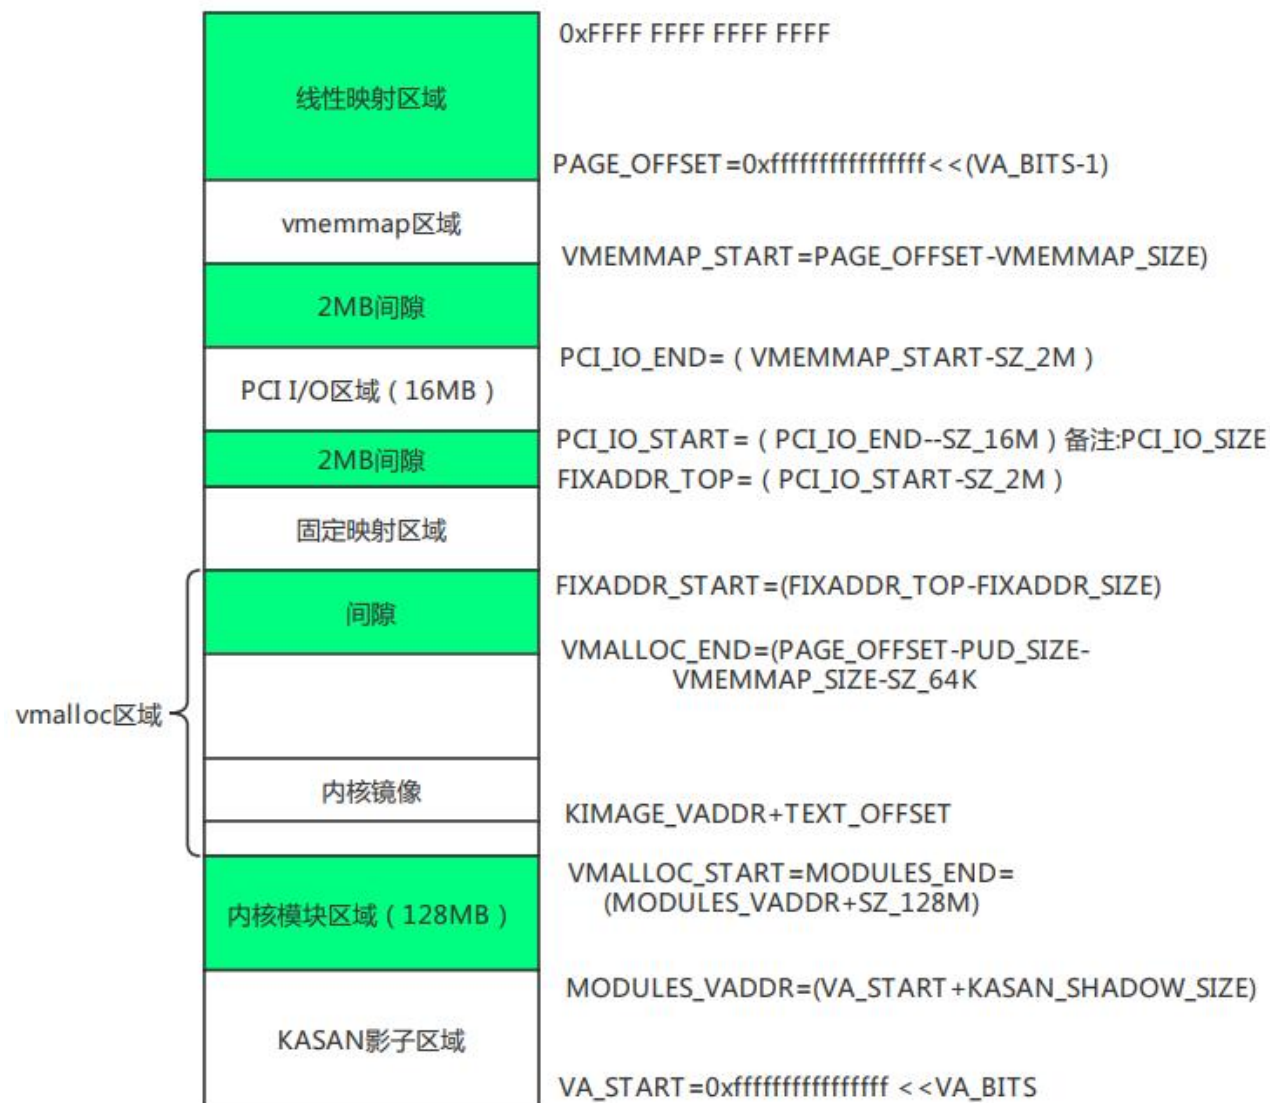 0xFFFF FFFF FFFF FFFF
线性映射区域
PAGE_OFFSET=0xffffffffffffffff<<(VA_BITS-1)
vmemmap区域
VMEMMAP_START=PAGE_OFFSET-VMEMMAP_SIZE)
2MB间隙
PCI_IO_END=（VMEMMAP_START-SZ_2M）
PCI I/O区域（16MB）
PCI_IO_START=（PCI_IO_END--SZ_16M）备注:PCI_IO_SIZE
2MB间隙
FIXADDR_TOP=（PCI_IO_START-SZ_2M）
固定映射区域
FIXADDR_START=(FIXADDR_TOP-FIXADDR_SIZE)
间隙
VMALLOC_END=(PAGE_OFFSET-PUD_SIZE-
VMEMMAP_SIZE-SZ_64K
vmalloc区域
内核镜像
KIMAGE_VADDR+TEXT_OFFSET
VMALLOC_START=MODULES_END=
(MODULES_VADDR+SZ_128M)
内核模块区域（128MB）
MODULES_VADDR=(VA_START+KASAN_SHADOW_SIZE)
KASAN影子区域
VA_START=0xffffffffffffffff <<VA_BITS